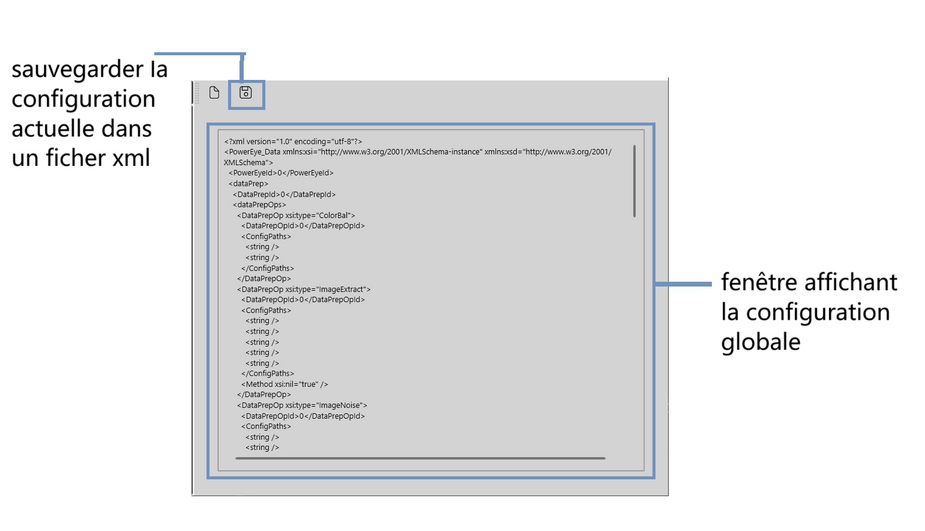 sauvegarder la
configuration
actuelle dans
un ficher xml
<?xml version="1.0" encoding="utf-8"?>
<PowerEye_Data xmlns:xsi="http://www.w3.org/2001/XMLSchema-instance" xmlns:xsd="http://www.w3.org/2001/
XMLSchema">
<PowerEyeId>0</PowerEyeId>
<dataPrep>
<DataPrepId>0</DataPrepId>
<dataPrepOps>
<DataPrepOp xsi:type="ColorBal">
<DataPrepOpId>0</DataPrepOpId>
<ConfigPaths>
<string />
<string />
</ConfigPaths>
</DataPrepOp>
<DataPrepOp xsi:type="ImageExtract">
<DataPrepOpId>0</DataPrepOpId>
<ConfigPaths>
<string />
<string />
<string />
<string />
<string />
</ConfigPaths>
<Method xsi:nil="true" />
</DataPrepOp>
<DataPrepOp xsi:type="ImageNoise">
<DataPrepOpId>0</DataPrepOpId>
<ConfigPaths>
<string />
<string />
fenêtre affichant
la configuration
globale